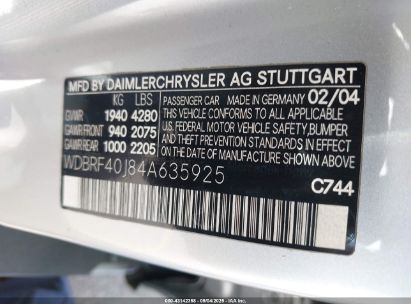 MFD BY DAIMLERCHRYSLER AG STUTTGART
KG LBS PASSENGER CAR MADE IN GERMANY 02/04
GVWR 1940 4280 THIS VEHICLE CONFORMS TO ALL
GAWR FRONT 940 2075 FEDERAL MOTOR VEHICLE SAFETY, BUMPER
GAWR REAR 1000 2205 AND THEFT PREVENTION STANDARDS
WDBRF40J84A635925 IN EFFECT ON THE DATE OF
MANUFACTURE SHOWN ABOVE
C744